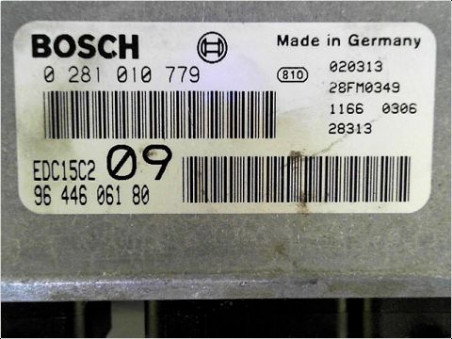 BOSCH
Made in Germany
0 281 010 779
810
020313
28FM0349
1166 0306
28313
EDC15C2 09
96 446 061 80